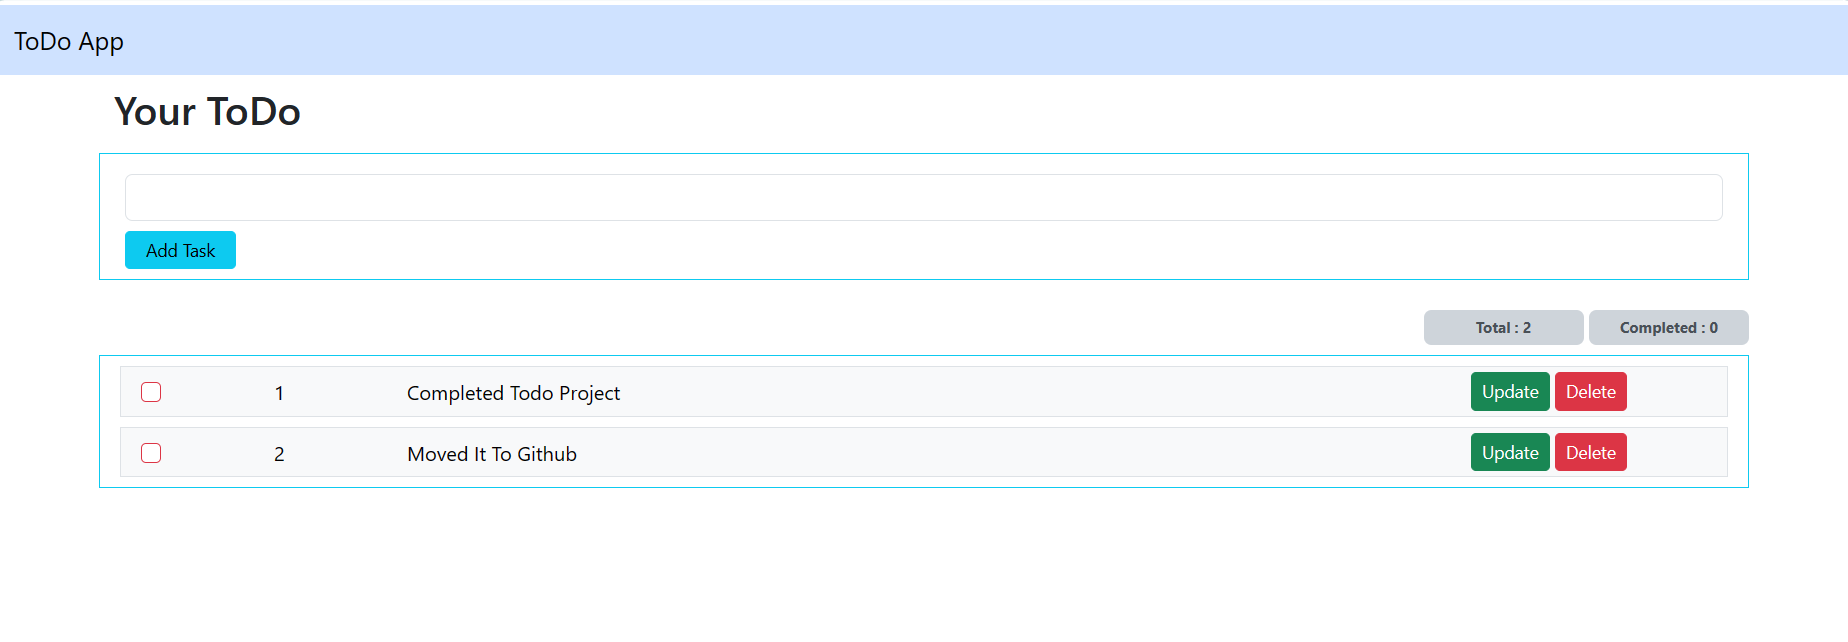 ToDo App
Your ToDo
Add Task
Total : 2 Completed : 0
1 Completed Todo Project Update Delete
2 Moved It To Github Update Delete